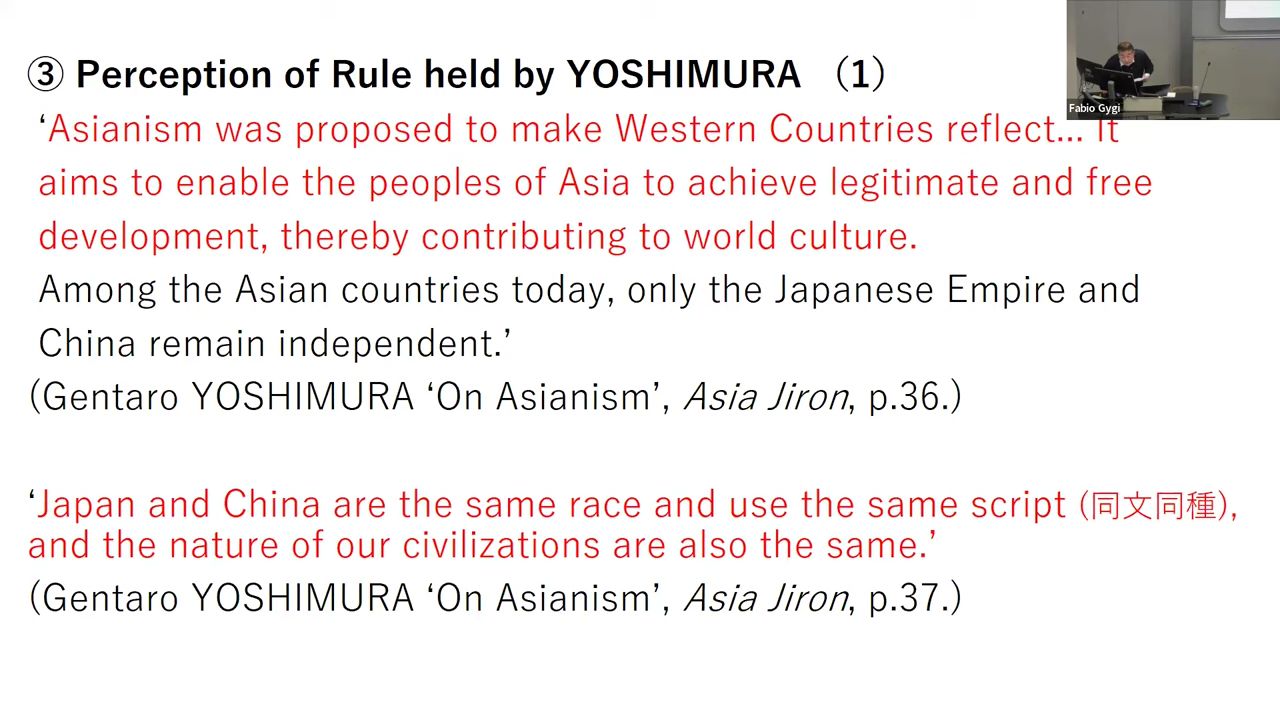 ③ Perception of Rule held by YOSHIMURA （1）
‘Asianism was proposed to make Western Countries reflect... It
aims to enable the peoples of Asia to achieve legitimate and free
development, thereby contributing to world culture.
Among the Asian countries today, only the Japanese Empire and
China remain independent.’
(Gentaro YOSHIMURA ‘On Asianism’, Asia Jiron, p.36.)
‘Japan and China are the same race and use the same script (同文同種),
and the nature of our civilizations are also the same.’
(Gentaro YOSHIMURA ‘On Asianism’, Asia Jiron, p.37.)
Fabio Gygi